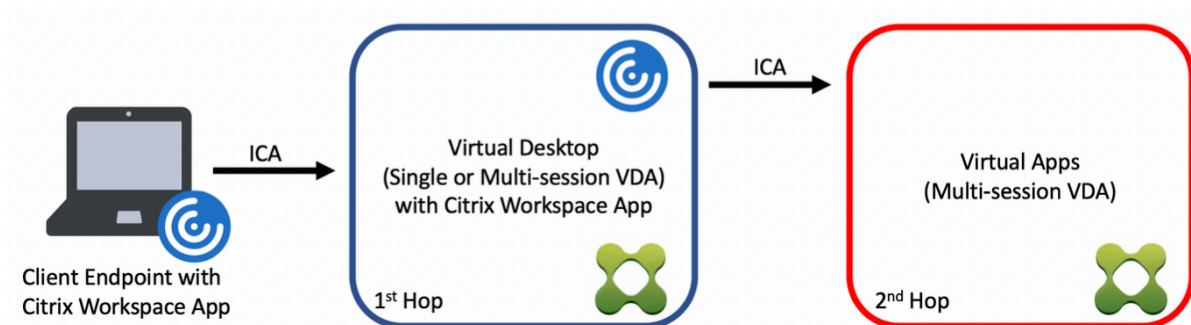 Client Endpoint with
Citrix Workspace App
ICA
Virtual Desktop
(Single or Multi-session VDA)
with Citrix Workspace App
1st Hop
ICA
Virtual Apps
(Multi-session VDA)
2nd Hop